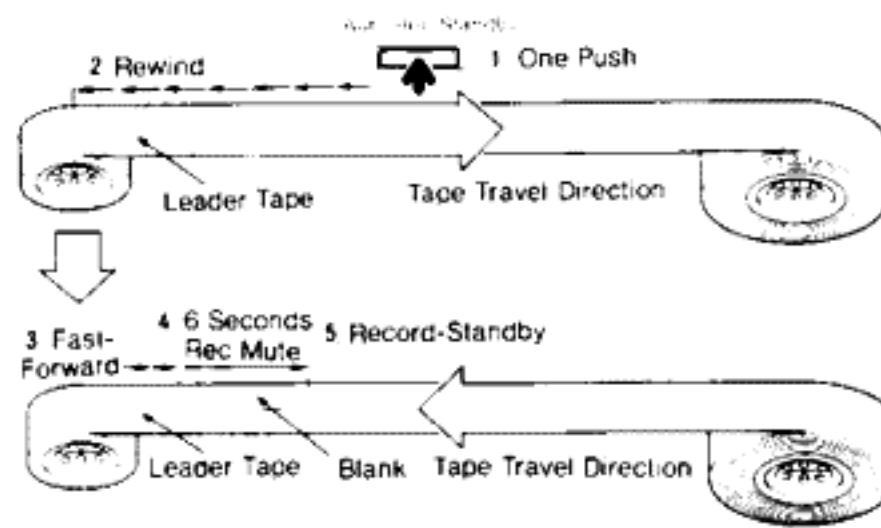 Standby
1 One Push
2 Rewind
Leader Tape
Tape Travel Direction
3 Fast-
Forward
4 6 Seconds
Rec Mute
5 Record-Standby
Leader Tape
Blank
Tape Travel Direction